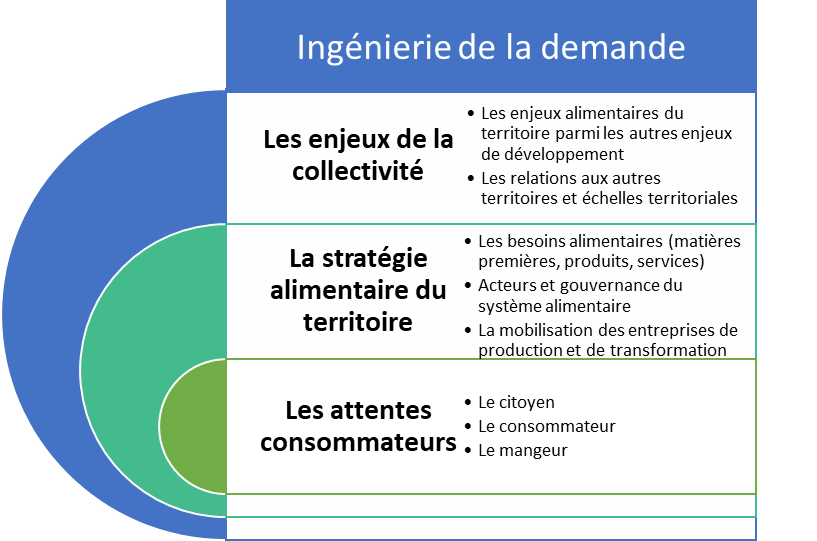 Ingénierie de la demande
Les enjeux de la
collectivité
• Les enjeux alimentaires du
territoire parmi les autres enjeux
de développement
• Les relations aux autres
territoires et échelles territoriales
La stratégie
alimentaire du
territoire
• Les besoins alimentaires (matières
premières, produits, services)
• Acteurs et gouvernance du
système alimentaire
• La mobilisation des entreprises de
production et de transformation
Les attentes
consommateurs
• Le citoyen
• Le consommateur
• Le mangeur